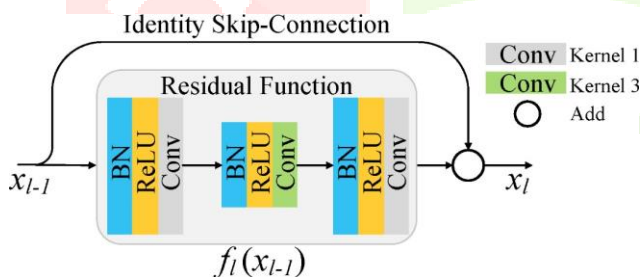 Identity Skip-Connection
Conv Kernel 1
Residual Function
Conv Kernel 3
Add
BN
ReLU
Conv
BN
ReLU
Conv
BN
ReLU
Conv
x_{l-1}
x_l
f_l(x_{l-1})